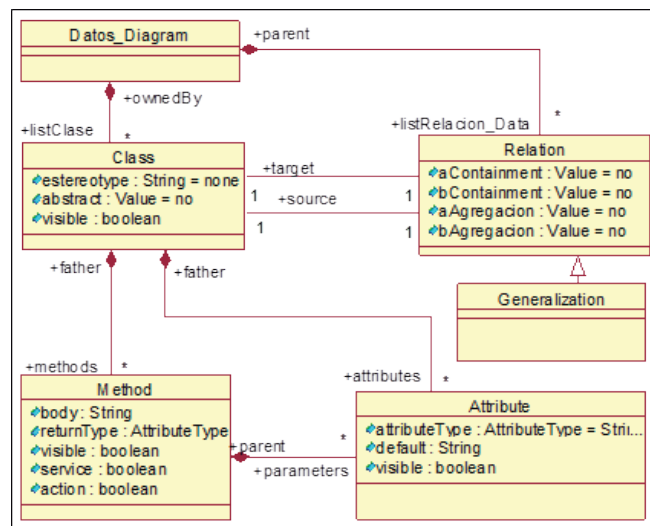 Datos_Diagram
+parent
+ownedBy
+listClase
*
+listRelacion_Data
*
Class
estereotype : String = none
abstract : Value = no
visible : boolean
+target
1
1
+source
1
1
Relation
aContainment : Value = no
bContainment : Value = no
aAgregacion : Value = no
bAgregacion : Value = no
+father
+father
Generalization
+methods
*
+attributes
*
Method
body : String
returnType : AttributeType
visible : boolean
service : boolean
action : boolean
+parent
*
+parameters
Attribute
attributeType : AttributeType = Strin...
default : String
visible : boolean